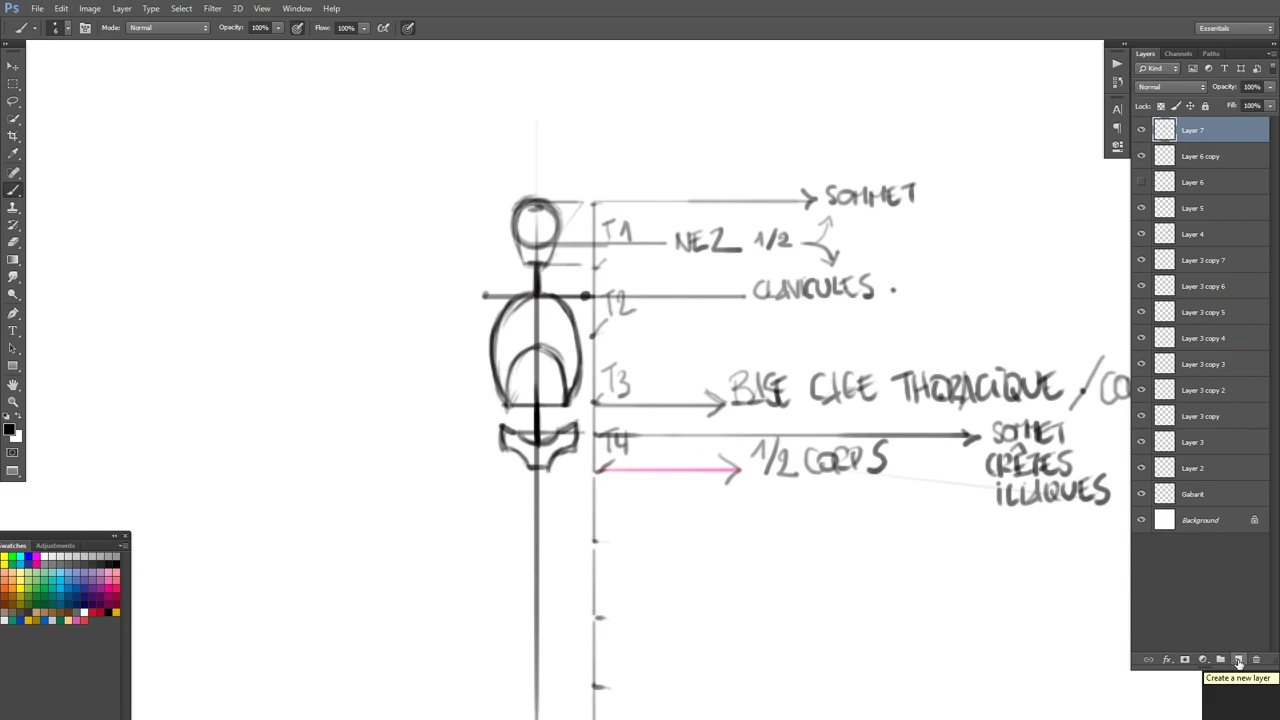 Ps File Edit Image Layer Type Select Filter 3D View Window Help
6 Mode: Normal Opacity: 100% Flow: 100% Essentials
Layers Channels Paths
Kind
Normal Opacity: 100%
Lock: Fill: 100%
Layer 7
Layer 6 copy
Layer 6
Layer 5
Layer 4
Layer 3 copy 7
Layer 3 copy 6
Layer 3 copy 5
Layer 3 copy 4
Layer 3 copy 3
Layer 3 copy 2
Layer 3 copy
Layer 3
Layer 2
Gabarit
Background
Create a new layer
SOMMET
T1
NEZ 1/2
CLAVICULES .
T2
T3
BASE CAGE THORACIQUE / CO
T4
SOMET
CRÊTES
ILLIAQUES
1/2 CORPS
Swatches Adjustments